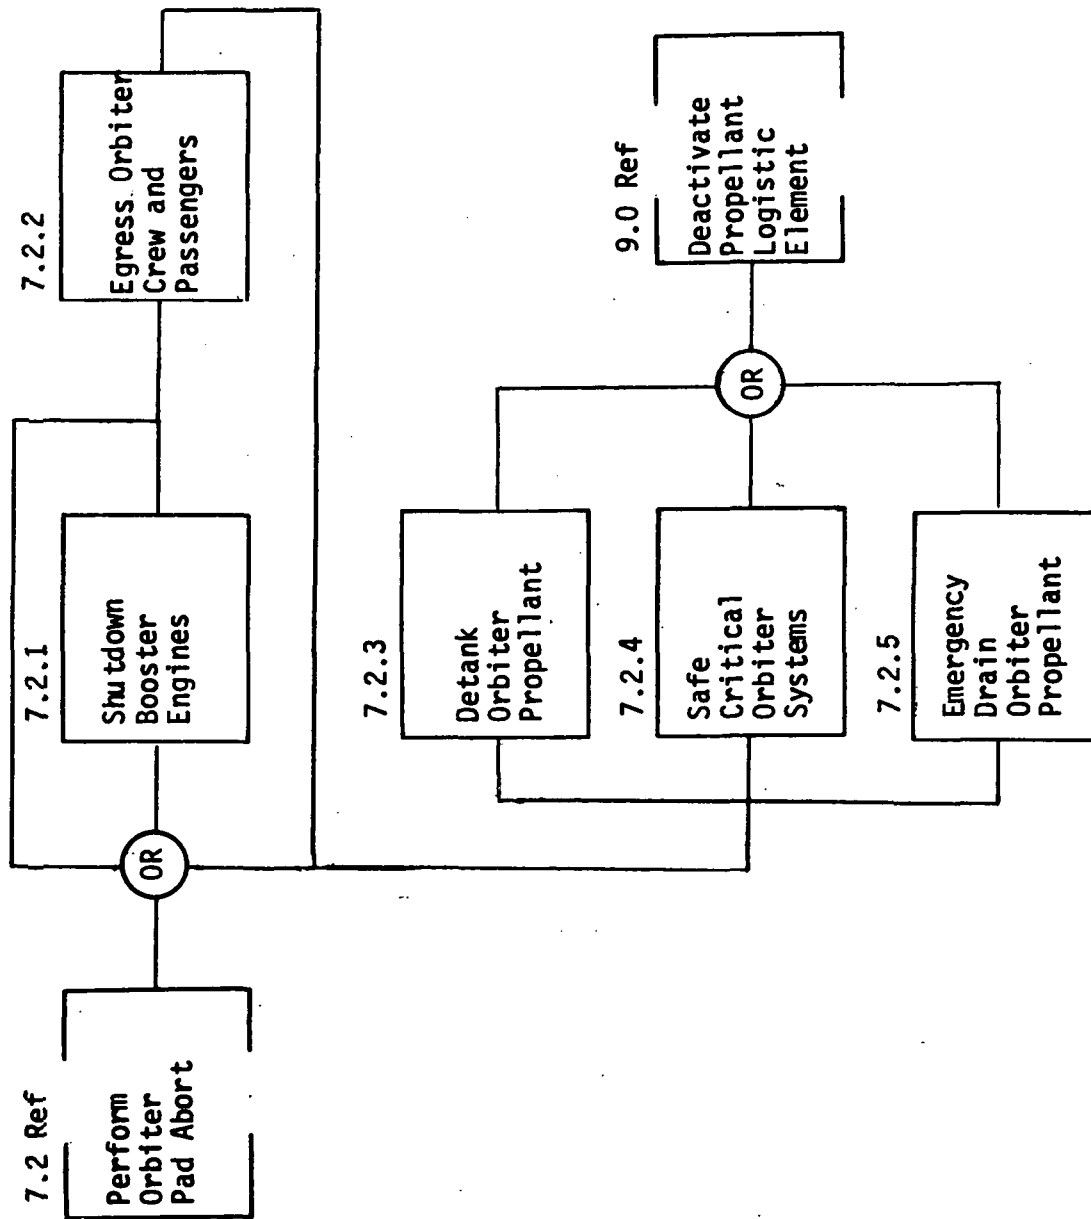 7.2 Ref
Perform
Orbiter
Pad Abort
OR
7.2.1
Shutdown
Booster
Engines
7.2.2
Egress Orbiter
Crew and
Passengers
7.2.3
Detank
Orbiter
Propellant
7.2.4
Safe
Critical
Orbiter
Systems
7.2.5
Emergency
Drain
Orbiter
Propellant
OR
9.0 Ref
Deactivate
Propellant
Logistic
Element